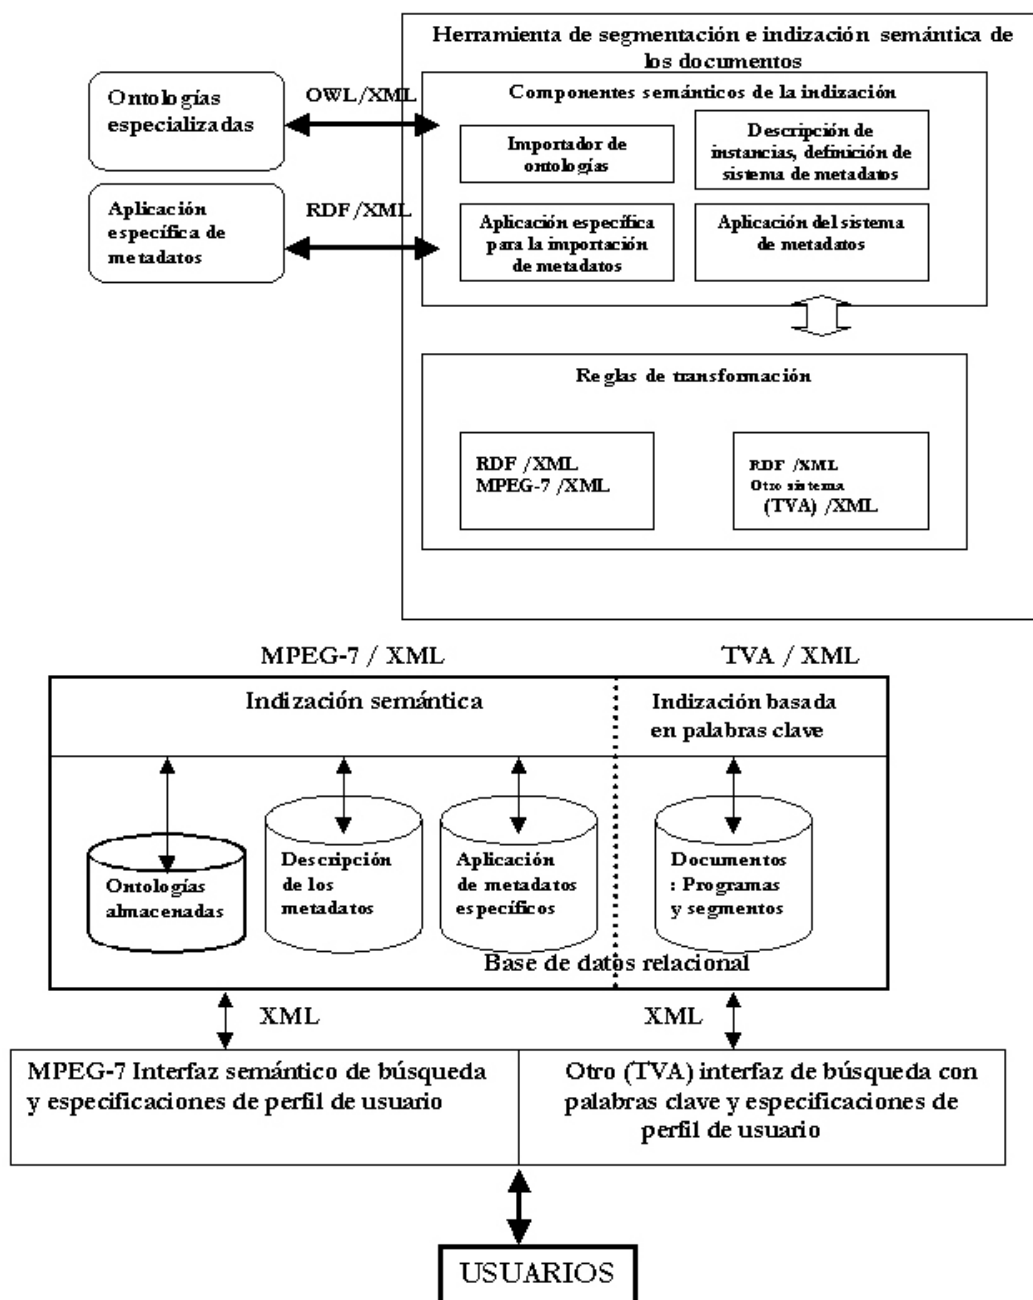 Herramienta de segmentación e indización semántica de
los documentos
Ontologías
especializadas
OWL/XML
Componentes semánticos de la indización
Importador de
ontologías
Descripción de
instancias, definición de
sistema de metadatos
Aplicación
específica de
metadatos
RDF/XML
Aplicación específica
para la importación
de metadatos
Aplicación del sistema
de metadatos
Reglas de transformación
RDF /XML
MPEG-7 /XML
RDF /XML
Otro sistema
(TVA) /XML
MPEG-7 / XML
TVA / XML
Indización semántica
Indización basada
en palabras clave
Ontologías
almacenadas
Descripción
de los
metadatos
Aplicación
de metadatos
específicos
Documentos
: Programas
y segmentos
Base de datos relacional
XML
XML
MPEG-7 Interfaz semántico de búsqueda
y especificaciones de perfil de usuario
Otro (TVA) interfaz de búsqueda con
palabras clave y especificaciones de
perfil de usuario
USUARIOS